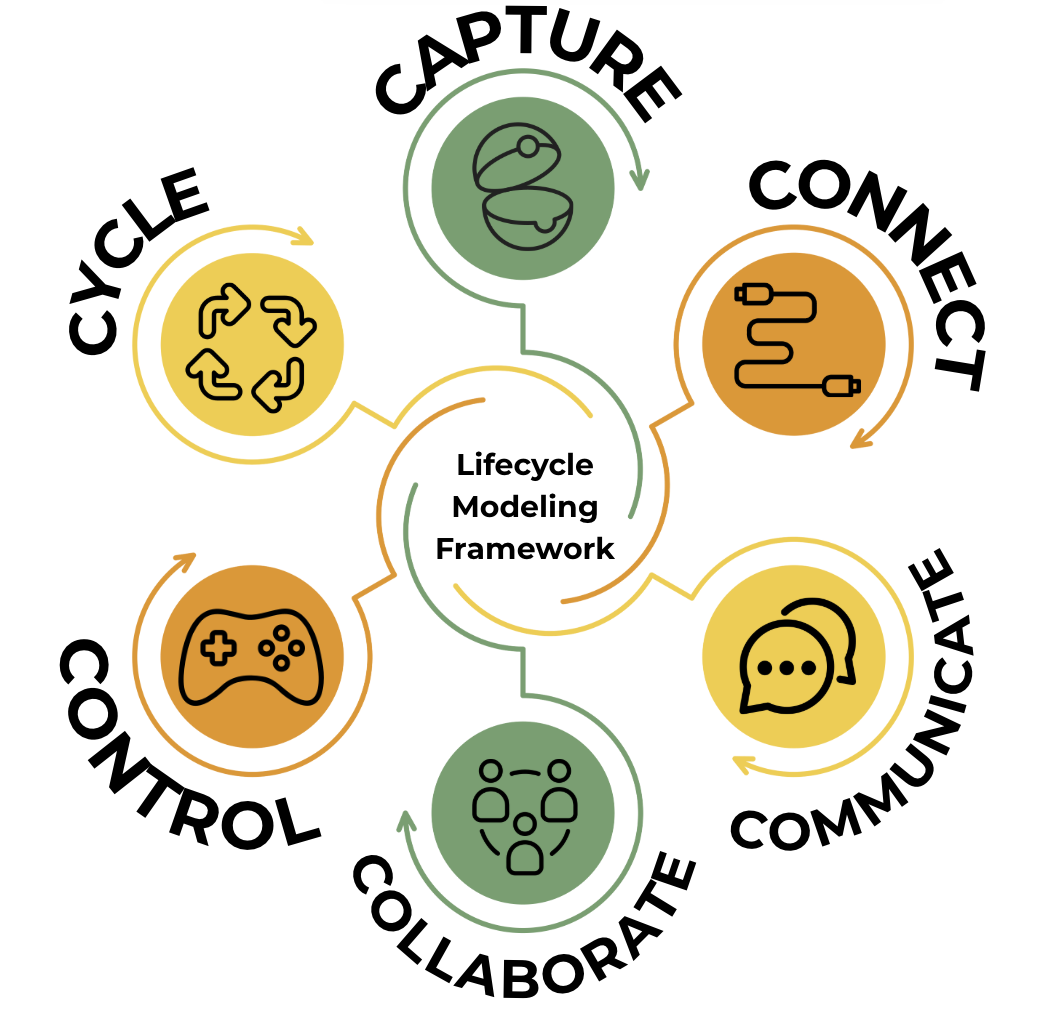 CAPTURE
CONNECT
COMMUNICATE
COLLABORATE
CONTROL
CYCLE
Lifecycle
Modeling
Framework